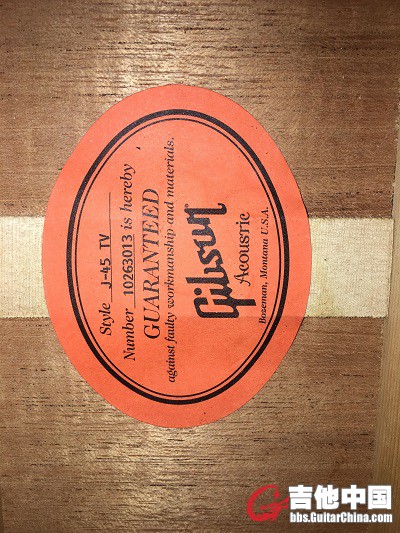 Style J-45 TV
Number 10263013 is hereby
GUARANTEED
against faulty workmanship and materials.
Gibson
Acoustic
Bozeman, Montana U.S.A.
吉他中国
bbs.GuitarChina.com